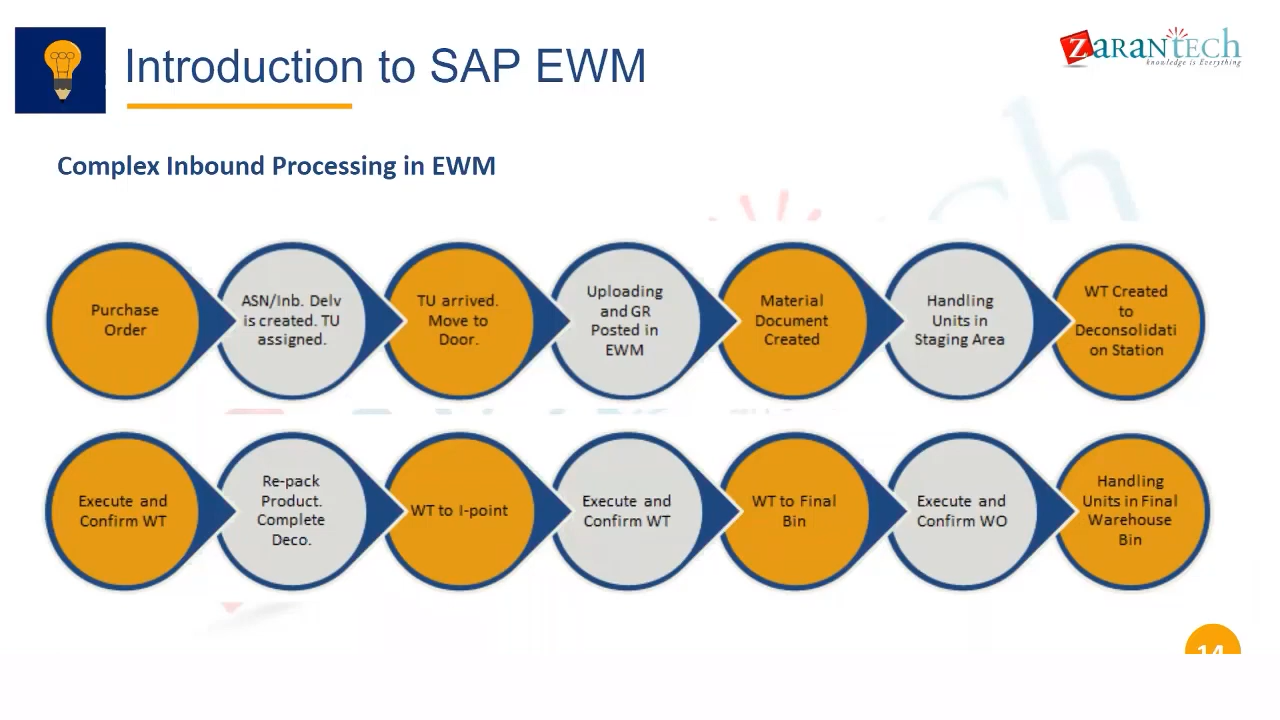 Introduction to SAP EWM
ZaranTech
knowledge is Everything
Complex Inbound Processing in EWM
Purchase
Order
ASN/Inb. Delv
is created. TU
assigned.
TU arrived.
Move to
Door.
Uploading
and GR
Posted in
EWM
Material
Document
Created
Handling
Units in
Staging Area
WT Created
to
Deconsolidati
on Station
Execute and
Confirm WT
Re-pack
Product.
Complete
Deco.
WT to I-point
Execute and
Confirm WT
WT to Final
Bin
Execute and
Confirm WO
Handling
Units in Final
Warehouse
Bin
14